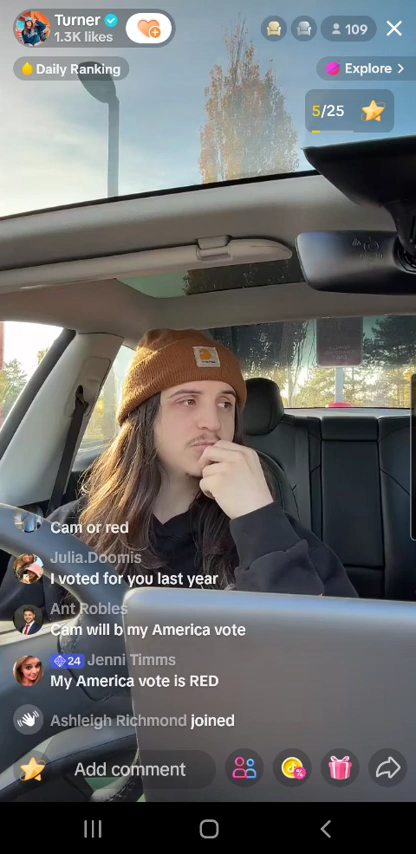 Turner
1.3K likes
109
Daily Ranking
Explore
5/25
Cam or red
Julia.Doomis
I voted for you last year
Ant Robles
Cam will b my America vote
24 Jenni Timms
My America vote is RED
Ashleigh Richmond joined
Add comment